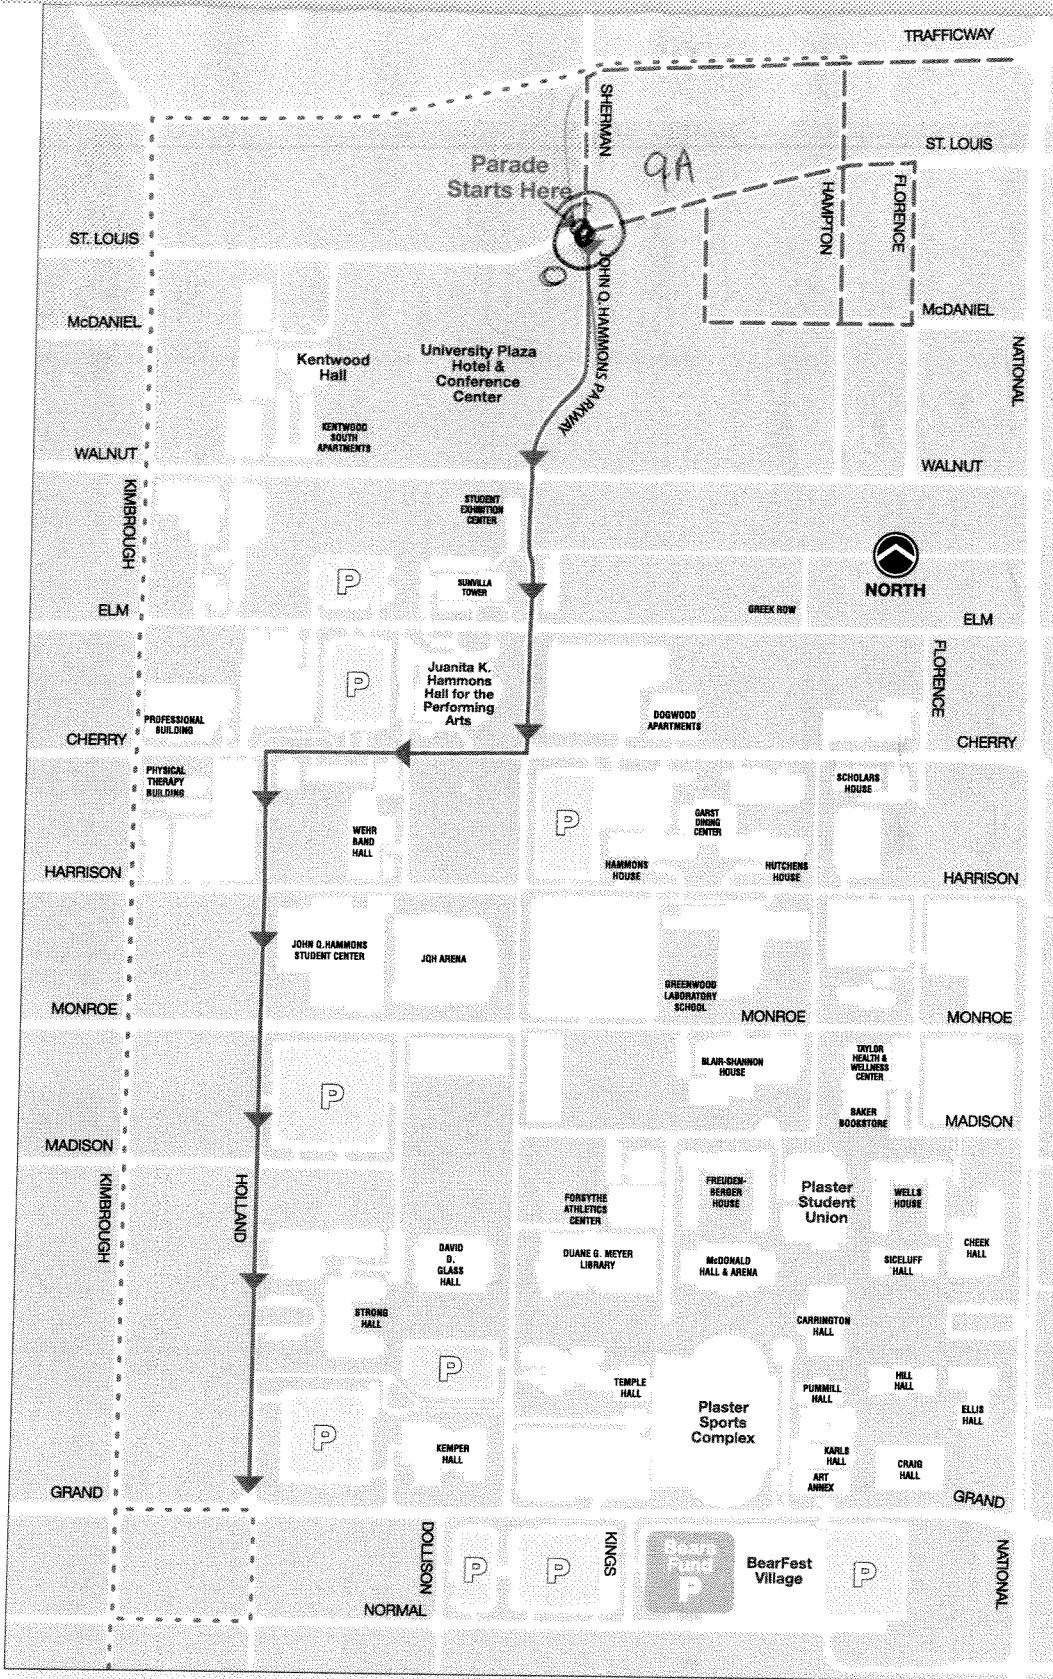 TRAFFICWAY
SHERMAN
ST. LOUIS
9A
Parade
Starts Here
HAMPTON
FLORENCE
ST. LOUIS
JOHN Q. HAMMONS PARKWAY
McDANIEL
McDANIEL
NATIONAL
Kentwood
Hall
University Plaza
Hotel &
Conference
Center
KENTWOOD
SOUTH
APARTMENTS
WALNUT
WALNUT
KIMBROUGH
STUDENT
EXHIBITION
CENTER
NORTH
P
SUNVILLA
TOWER
ELM
GREEK ROW
ELM
FLORENCE
P
Juanita K.
Hammons
Hall for the
Performing
Arts
PROFESSIONAL
BUILDING
DOGWOOD
APARTMENTS
CHERRY
CHERRY
PHYSICAL
THERAPY
BUILDING
SCHOLARS
HOUSE
WEHR
BAND
HALL
P
GARST
DINING
CENTER
HARRISON
HAMMONS
HOUSE
HUTCHENS
HOUSE
HARRISON
JOHN Q. HAMMONS
STUDENT CENTER
JQH ARENA
GREENWOOD
LABORATORY
SCHOOL
MONROE
MONROE
MONROE
BLAIR-SHANNON
HOUSE
TAYLOR
HEALTH &
WELLNESS
CENTER
P
BAKER
BOOKSTORE
MADISON
MADISON
KIMBROUGH
HOLLAND
FORSYTHE
ATHLETICS
CENTER
FREUDEN-
BERGER
HOUSE
Plaster
Student
Union
WELLS
HOUSE
DAVID
D.
GLASS
HALL
DUANE G. MEYER
LIBRARY
McDONALD
HALL & ARENA
SICELUFF
HALL
CHEEK
HALL
STRONG
HALL
CARRINGTON
HALL
P
TEMPLE
HALL
PUMMILL
HALL
HILL
HALL
ELLIS
HALL
Plaster
Sports
Complex
P
KEMPER
HALL
KARLS
HALL
ART
ANNEX
CRAIG
HALL
GRAND
GRAND
DOLLISON
P
P
KINGS
Bears
Fund
P
BearFest
Village
P
NATIONAL
NORMAL